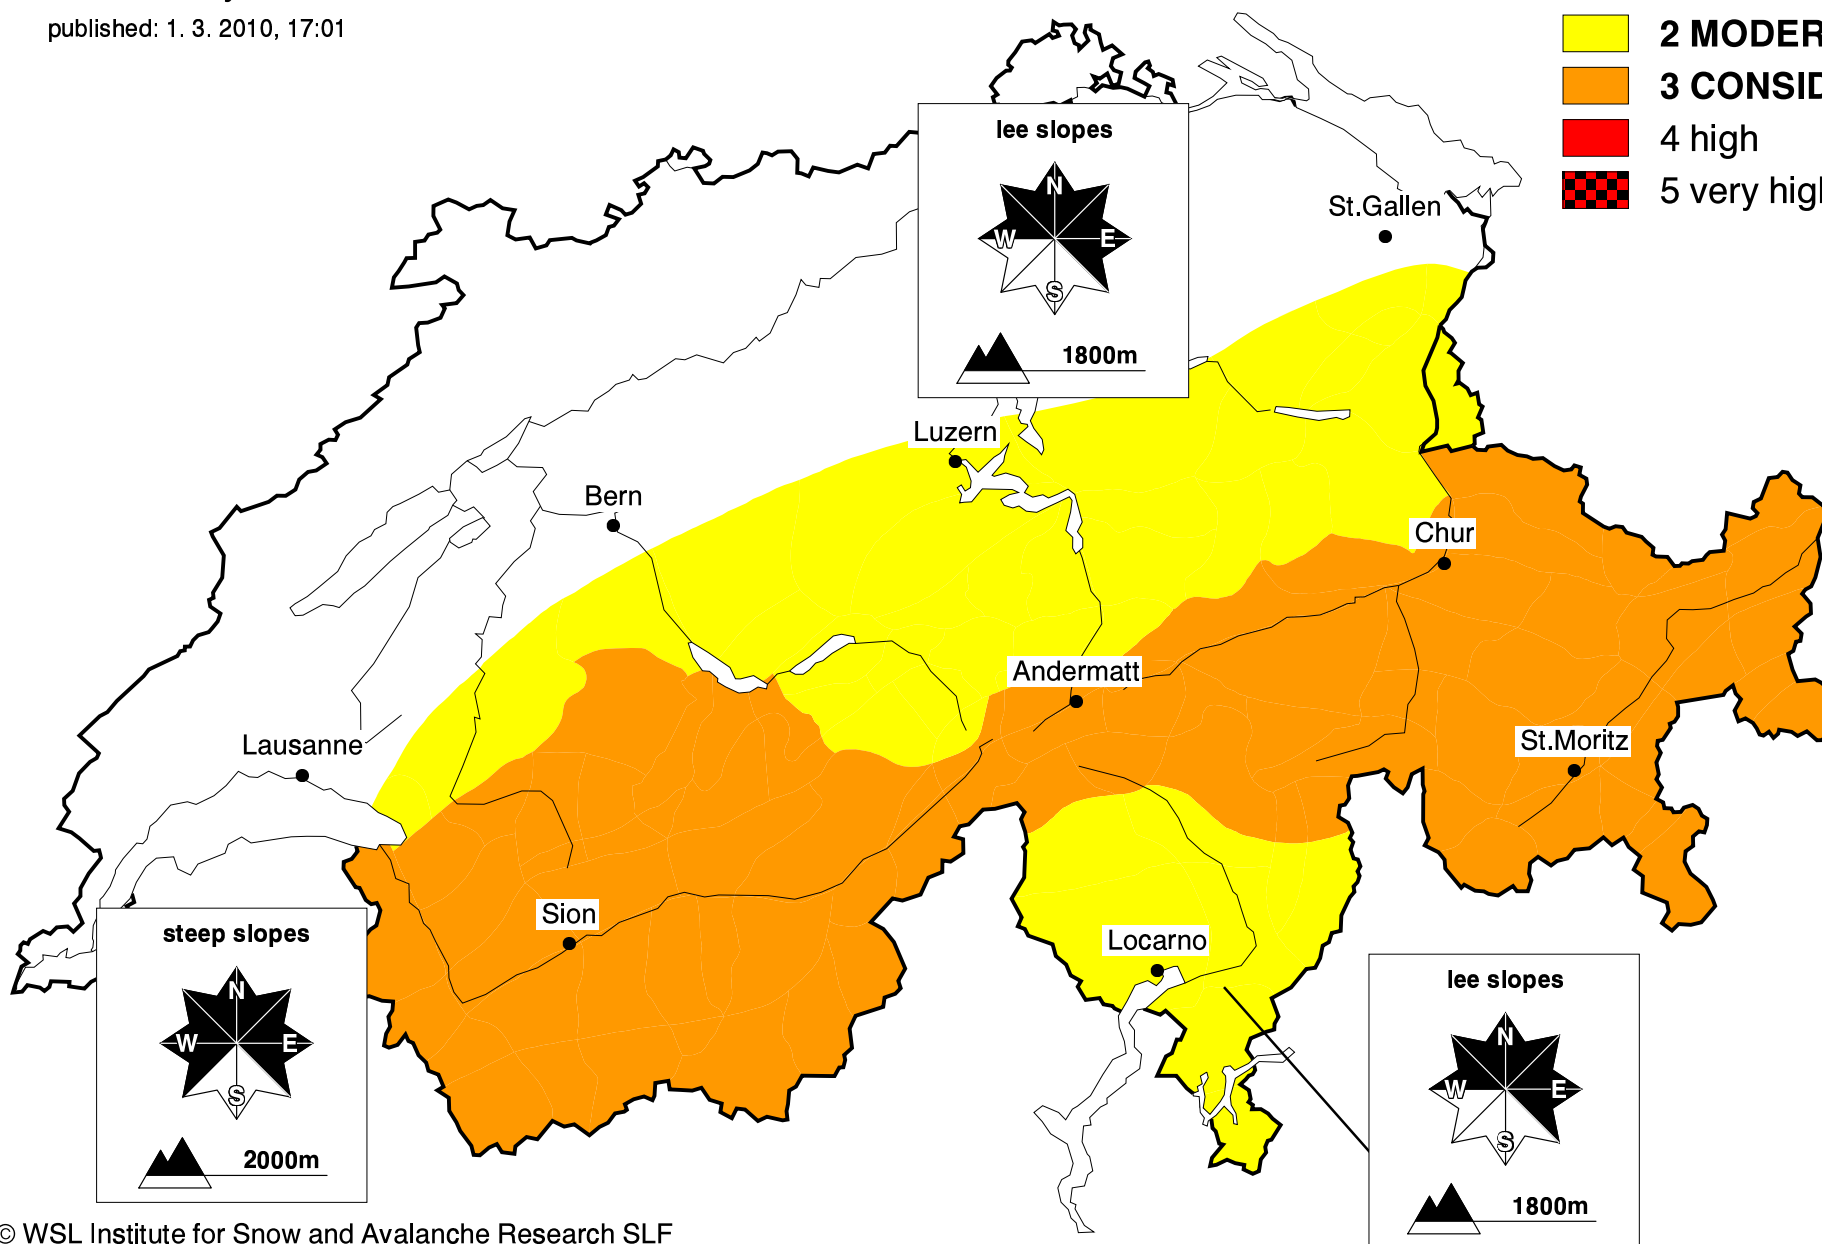 published: 1. 3. 2010, 17:01
2 MODER
3 CONSID
4 high
5 very hig
lee slopes
N
W E
S
1800m
St.Gallen
Luzern
Bern
Chur
Andermatt
Lausanne
St.Moritz
Sion
Locarno
steep slopes
N
W E
S
2000m
lee slopes
N
W E
S
1800m
© WSL Institute for Snow and Avalanche Research SLF